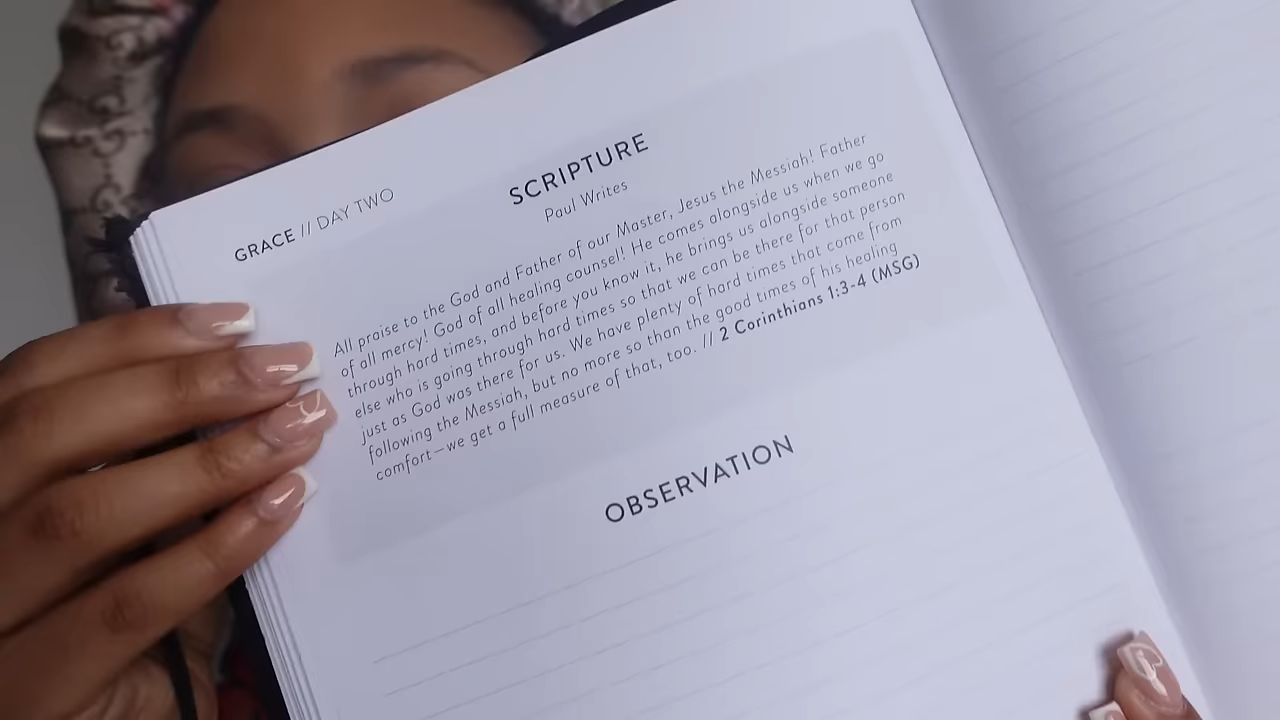 GRACE // DAY TWO
SCRIPTURE
Paul Writes
All praise to the God and Father of our Master, Jesus the Messiah! Father
of all mercy! God of all healing counsel! He comes alongside us when we go
through hard times, and before you know it, he brings us alongside someone
else who is going through hard times so that we can be there for that person
just as God was there for us. We have plenty of hard times that come from
following the Messiah, but no more so than the good times of his healing
comfort—we get a full measure of that, too. // 2 Corinthians 1:3-4 (MSG)
OBSERVATION